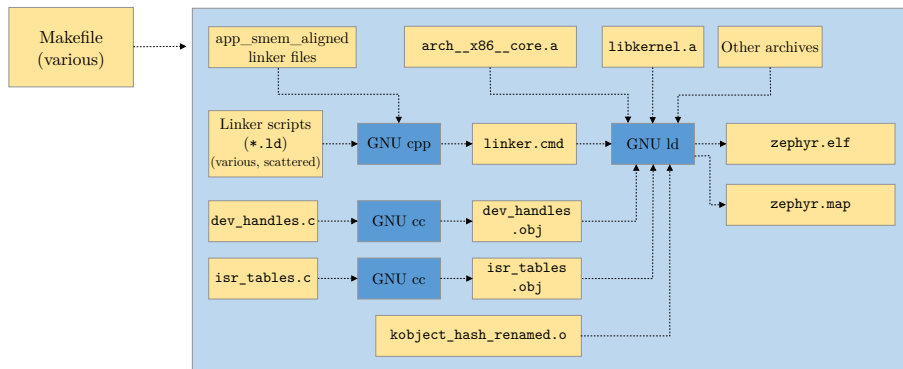 Makefile
(various)
app_smem_aligned
linker files
arch__x86__core.a
libkernel.a
Other archives
Linker scripts
(*.ld)
(various, scattered)
GNU cpp
linker.cmd
GNU ld
zephyr.elf
zephyr.map
dev_handles.c
GNU cc
dev_handles
.obj
isr_tables.c
GNU cc
isr_tables
.obj
kobject_hash_renamed.o